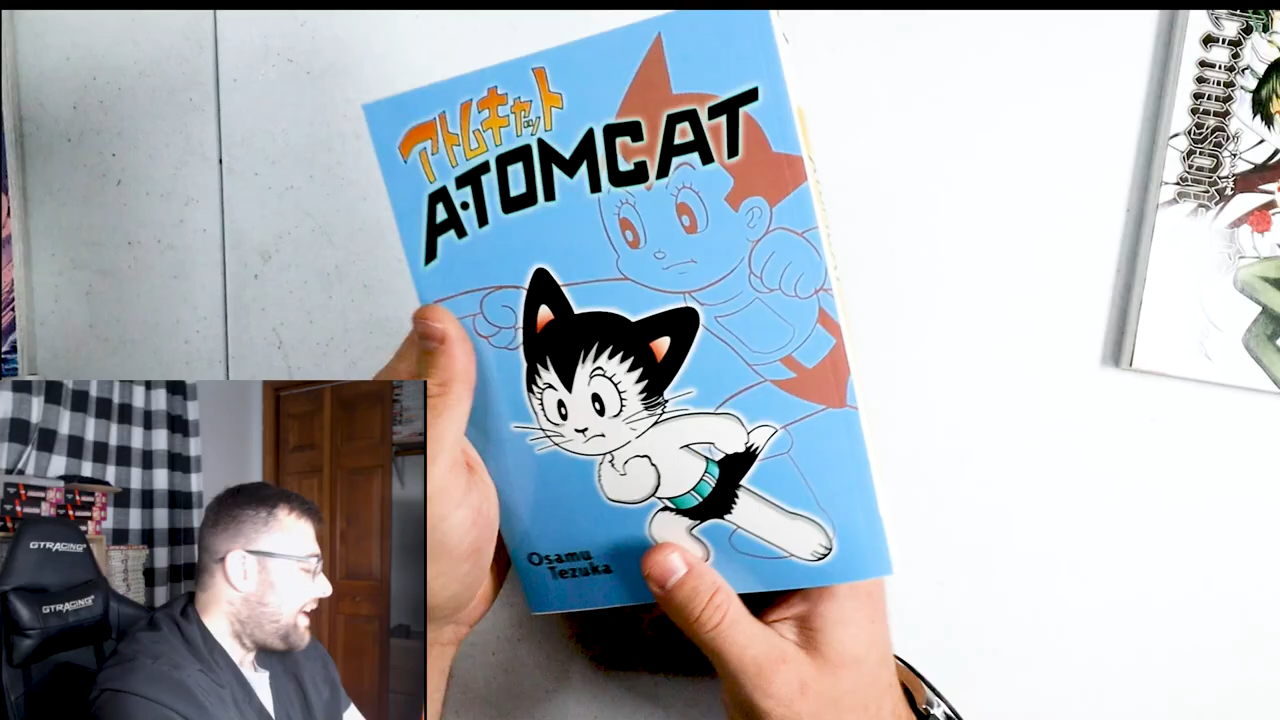 アトムキャット
ATOMCAT
Osamu
Tezuka
GTRACING
GTRACING